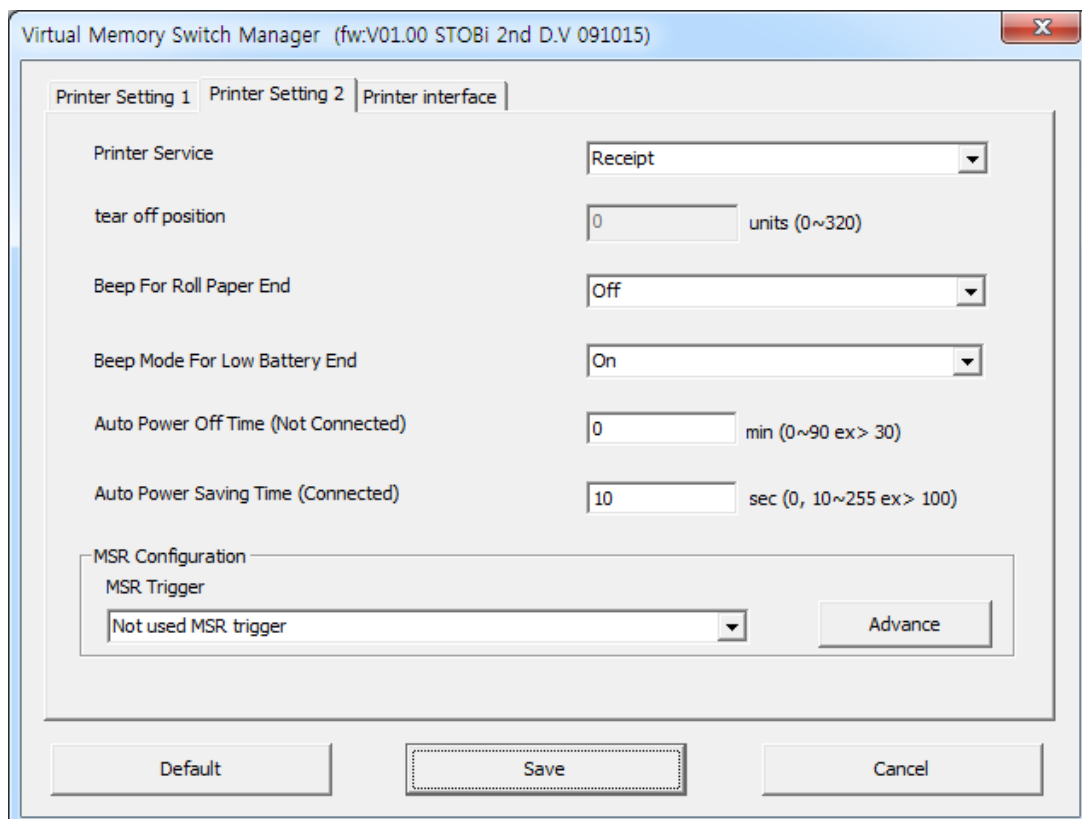 Virtual Memory Switch Manager (fw:V01.00 STOBi 2nd D.V 091015)
Printer Setting 1 Printer Setting 2 Printer interface
Printer Service Receipt
tear off position 0 units (0~320)
Beep For Roll Paper End Off
Beep Mode For Low Battery End On
Auto Power Off Time (Not Connected) 0 min (0~90 ex> 30)
Auto Power Saving Time (Connected) 10 sec (0, 10~255 ex> 100)
MSR Configuration
MSR Trigger
Not used MSR trigger Advance
Default Save Cancel